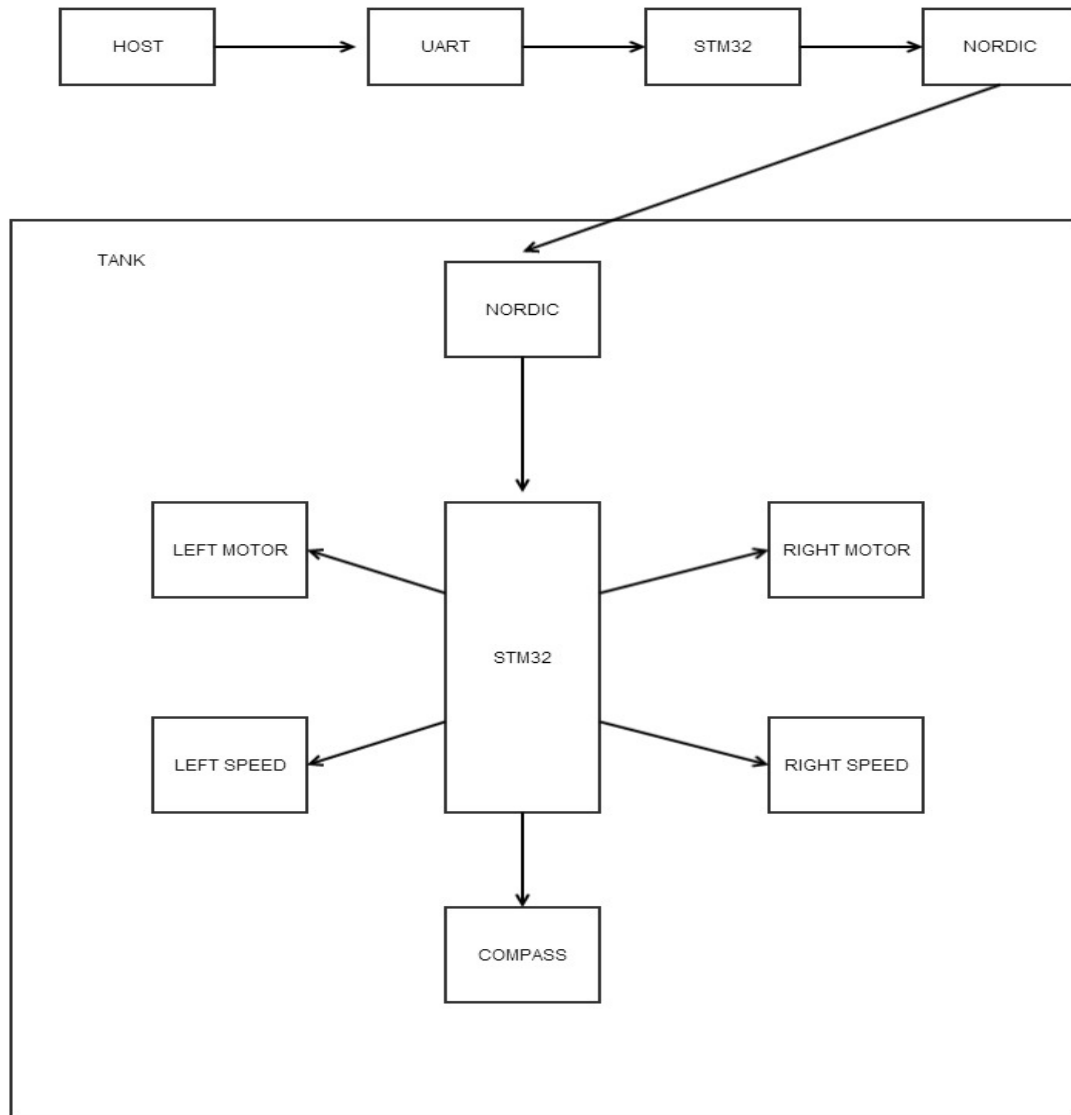 HOST
UART
STM32
NORDIC
TANK
NORDIC
LEFT MOTOR
RIGHT MOTOR
STM32
LEFT SPEED
RIGHT SPEED
COMPASS